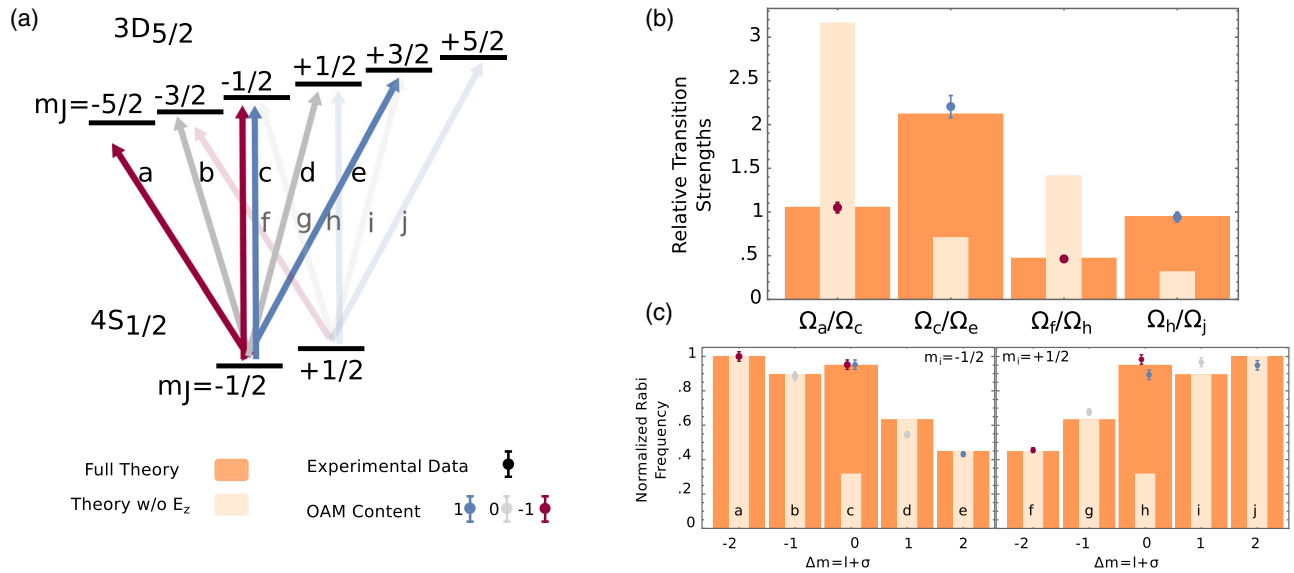 (a)
3D5/2
mJ=-5/2
-3/2
-1/2
+1/2
+3/2
+5/2
a
b
c
d
e
f
g
h
i
j
4S1/2
mJ=-1/2
+1/2
Full Theory
Theory w/o Ez
Experimental Data
OAM Content
1
0
-1
(b)
Relative Transition
Strengths
3
2.5
2
1.5
1
.5
0
Ωa/Ωc
Ωc/Ωe
Ωf/Ωh
Ωh/Ωj
(c)
Normalized Rabi
Frequency
1
.8
.6
.4
.2
0
mi=-1/2
mi=+1/2
a
b
c
d
e
f
g
h
i
j
-2
-1
0
1
2
-2
-1
0
1
2
Δm=l+σ
Δm=l+σ